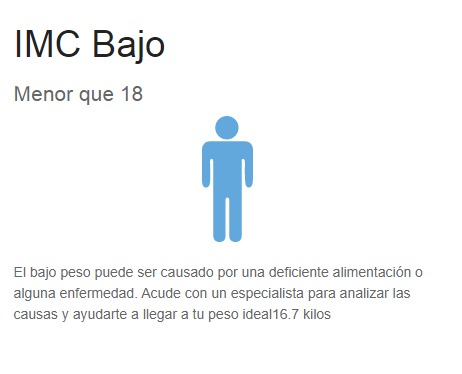 IMC Bajo
Menor que 18
El bajo peso puede ser causado por una deficiente alimentación o
alguna enfermedad. Acude con un especialista para analizar las
causas y ayudarte a llegar a tu peso ideal16.7 kilos